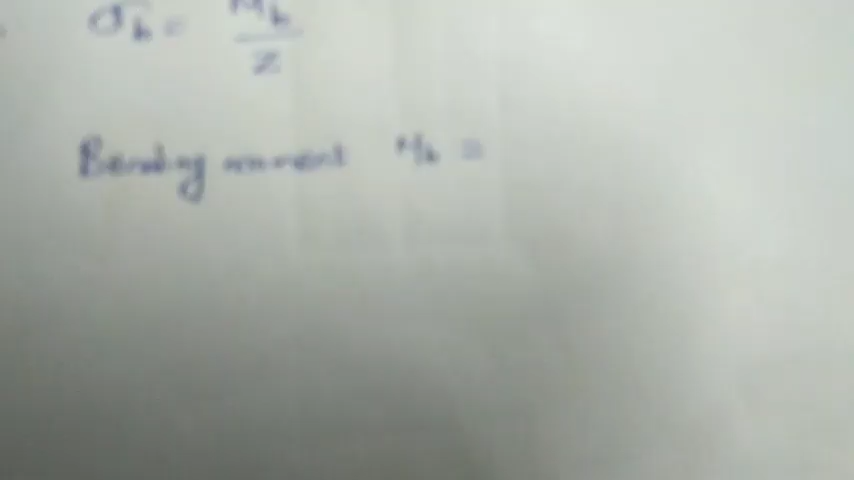 σb = Mb
z
Bending moment Mb =